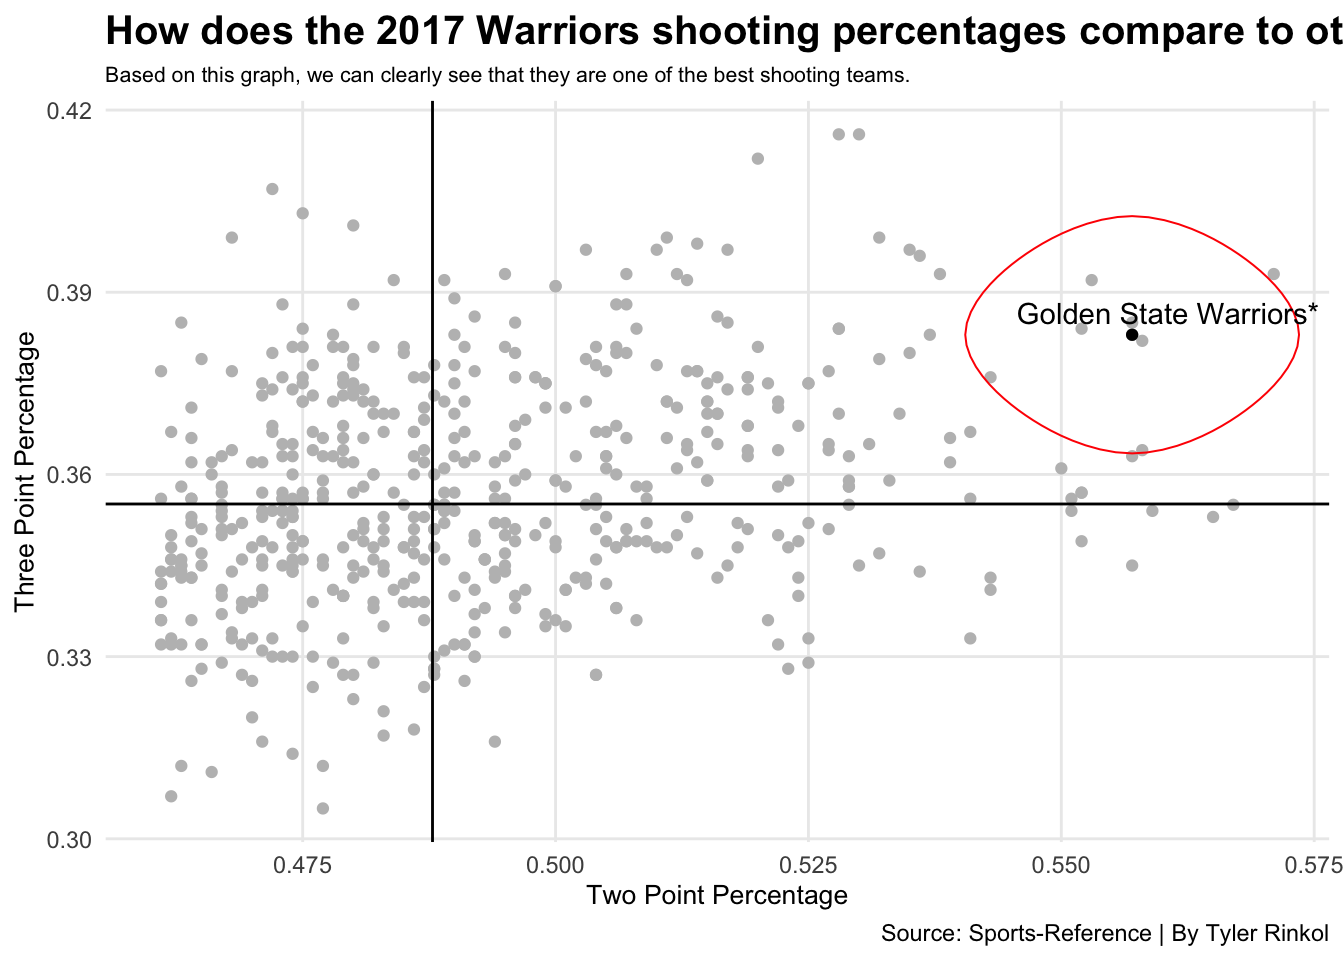 How does the 2017 Warriors shooting percentages compare to ot
Based on this graph, we can clearly see that they are one of the best shooting teams.
0.42
0.39
Golden State Warriors*
0.36
0.33
0.30
Three Point Percentage
0.475 0.500 0.525 0.550 0.575
Two Point Percentage
Source: Sports-Reference | By Tyler Rinkol